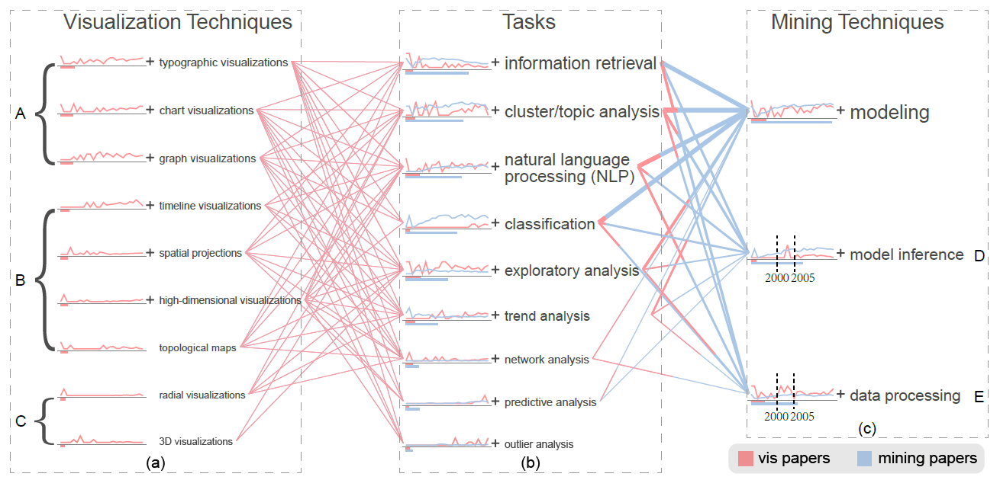 Visualization Techniques
Tasks
Mining Techniques
A
B
C
+ typographic visualizations
+ chart visualizations
+ graph visualizations
+ timeline visualizations
+ spatial projections
+ high-dimensional visualizations
topological maps
radial visualizations
3D visualizations
(a)
+ information retrieval
+ cluster/topic analysis
+ natural language
processing (NLP)
+ classification
+ exploratory analysis
+ trend analysis
+ network analysis
+ predictive analysis
+ outlier analysis
(b)
+ modeling
+ model inference D
2000 2005
+ data processing E
2000 2005
(c)
vis papers
mining papers